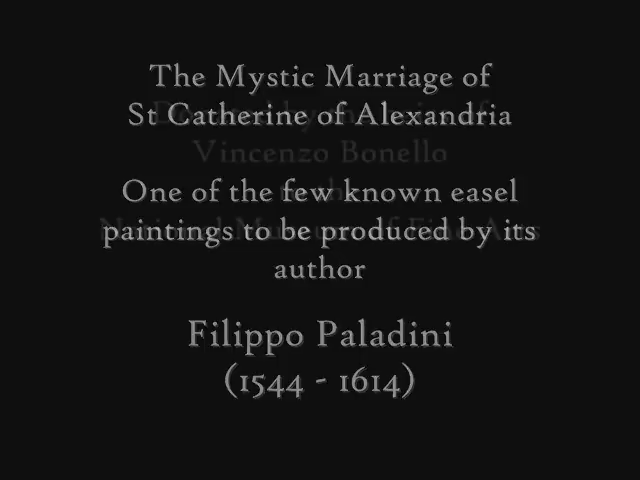 The Mystic Marriage of
St Catherine of Alexandria
Vincenzo Bonello
One of the few known easel
paintings to be produced by its
author
Filippo Paladini
(1544 - 1614)